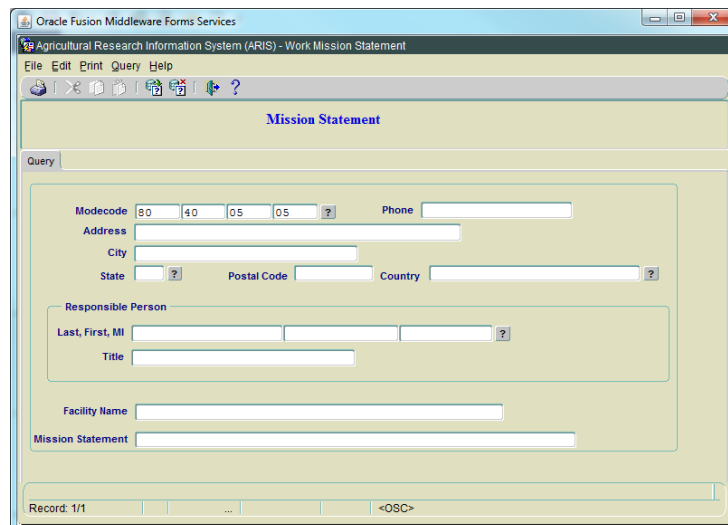 Oracle Fusion Middleware Forms Services
Agricultural Research Information System (ARIS) - Work Mission Statement
File Edit Print Query Help
?
Mission Statement
Query
Modecode 80 40 05 05 ? Phone
Address
City
State ? Postal Code Country ?
Responsible Person
Last, First, MI ?
Title
Facility Name
Mission Statement
Record: 1/1 ... <OSC>